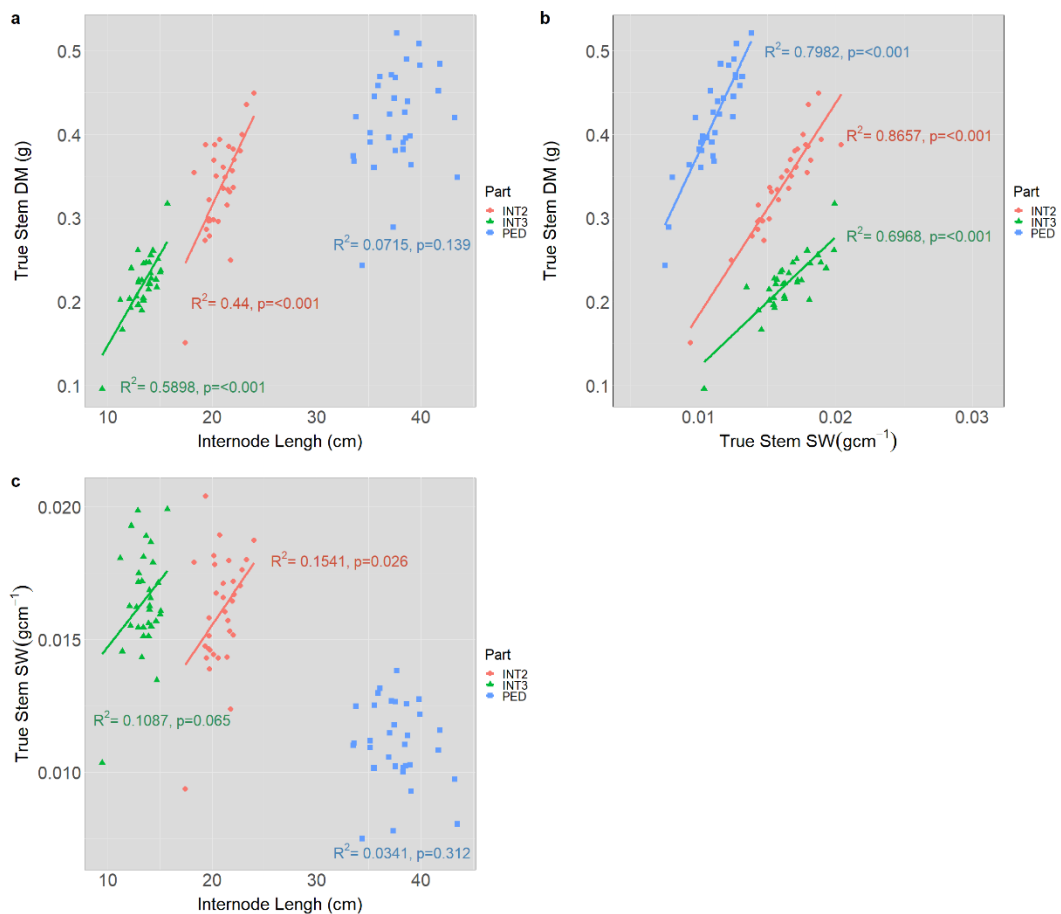 a
True Stem DM (g)
0.5
0.4
0.3
0.2
0.1
R²= 0.0715, p=0.139
R²= 0.44, p=<0.001
R²= 0.5898, p=<0.001
10 20 30 40
Internode Lengh (cm)
Part
INT2
INT3
PED
b
True Stem DM (g)
0.5
0.4
0.3
0.2
0.1
R²= 0.7982, p=<0.001
R²= 0.8657, p=<0.001
R²= 0.6968, p=<0.001
0.01 0.02 0.03
True Stem SW(gcm⁻¹)
Part
INT2
INT3
PED
c
True Stem SW(gcm⁻¹)
0.020
0.015
0.010
R²= 0.1541, p=0.026
R²= 0.1087, p=0.065
R²= 0.0341, p=0.312
10 20 30 40
Internode Lengh (cm)
Part
INT2
INT3
PED